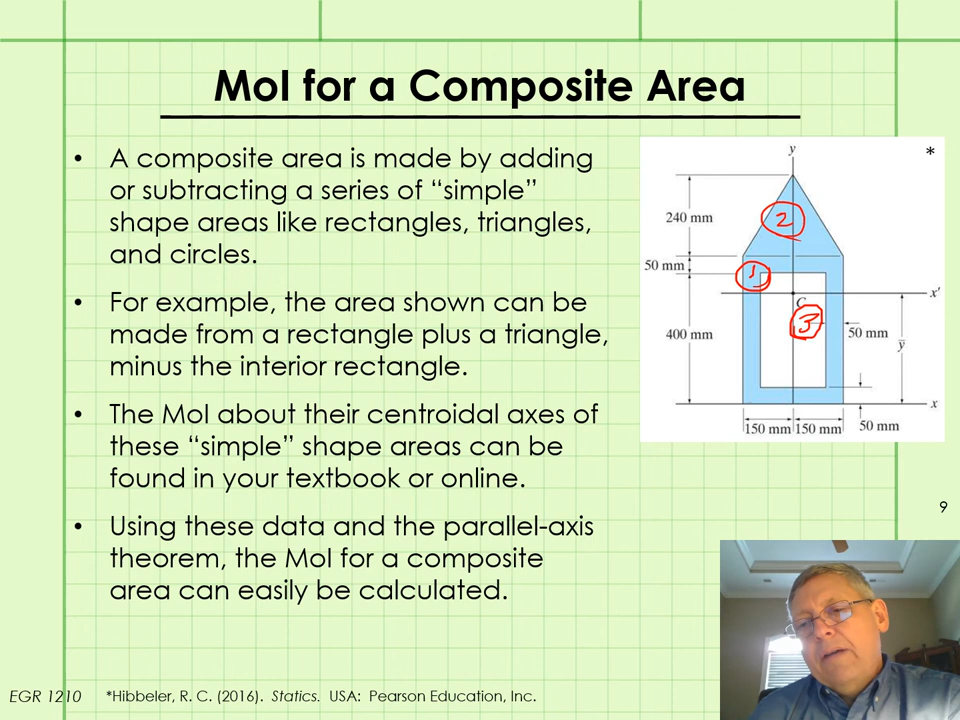 MoI for a Composite Area
• A composite area is made by adding
or subtracting a series of “simple”
shape areas like rectangles, triangles,
and circles.
• For example, the area shown can be
made from a rectangle plus a triangle,
minus the interior rectangle.
• The MoI about their centroidal axes of
these “simple” shape areas can be
found in your textbook or online.
• Using these data and the parallel-axis
theorem, the MoI for a composite
area can easily be calculated.
*
y
240 mm
2
50 mm
1
x'
C
3
400 mm
50 mm
y̅
x
150 mm 150 mm
50 mm
9
EGR 1210
*Hibbeler, R. C. (2016). Statics. USA: Pearson Education, Inc.